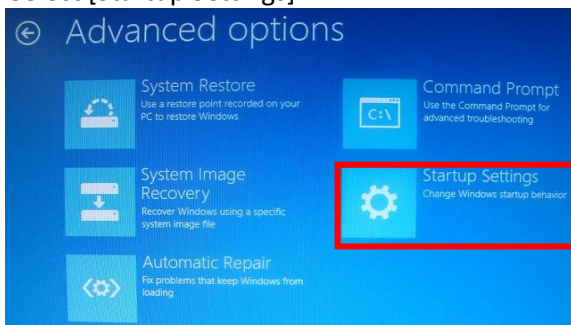 Select [Startup Settings]
Advanced options
System Restore
Use a restore point recorded on your
PC to restore Windows
Command Prompt
Use the Command Prompt for
advanced troubleshooting
C:\
System Image
Recovery
Recover Windows using a specific
system image file
Startup Settings
Change Windows startup behavior
Automatic Repair
Fix problems that keep Windows from
loading